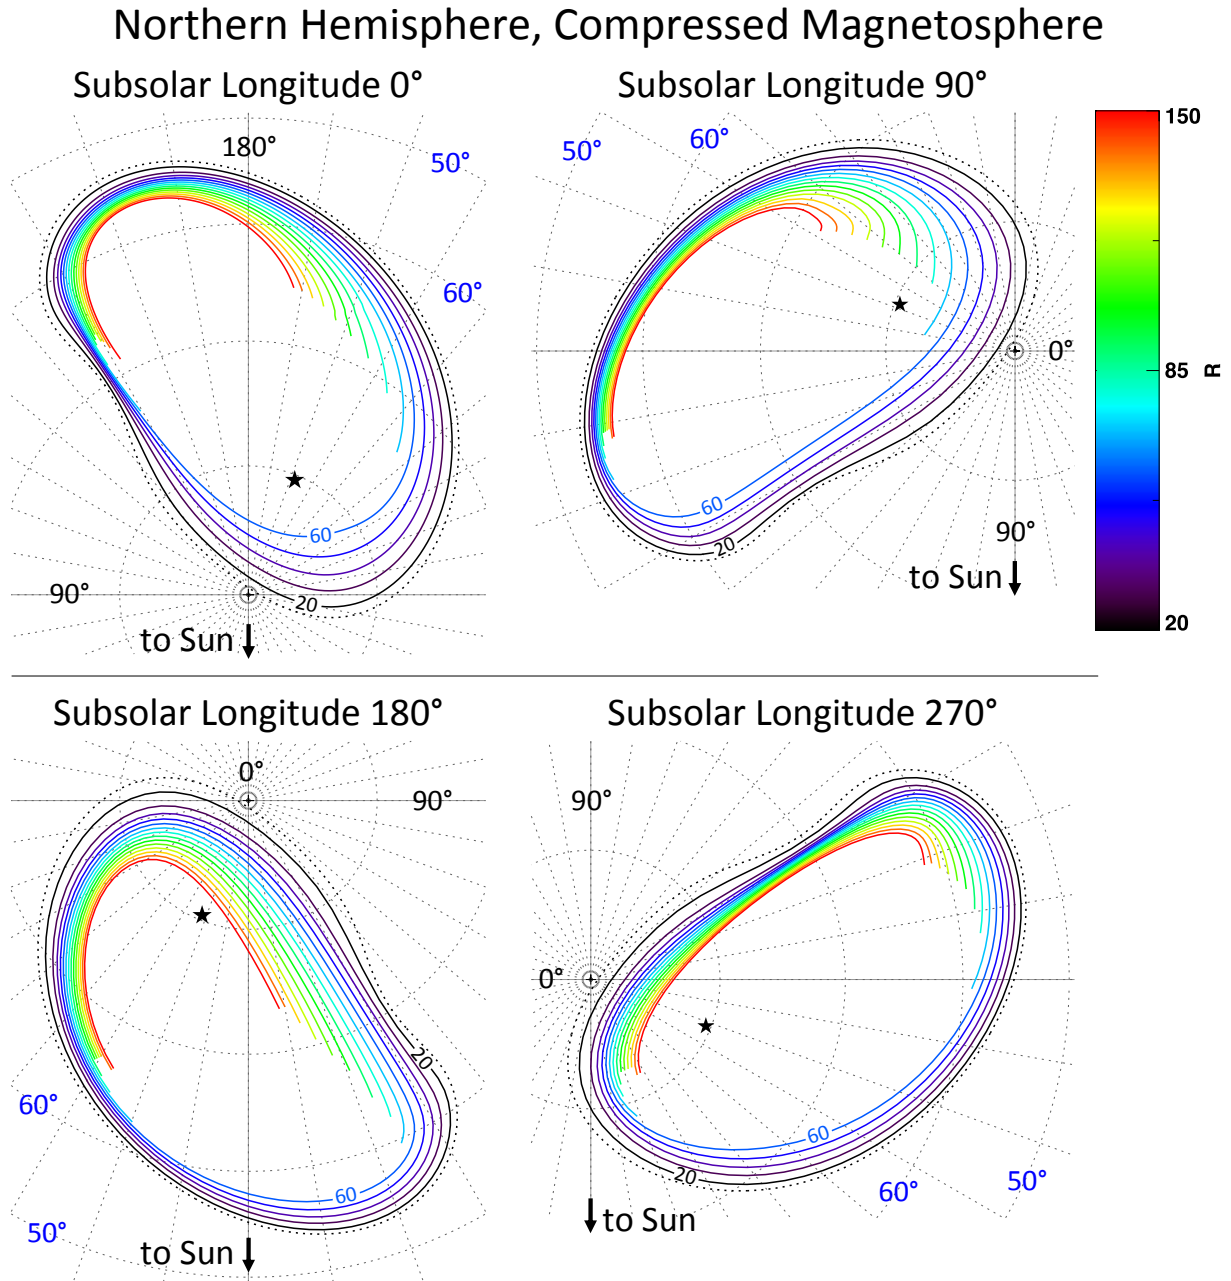 Northern Hemisphere, Compressed Magnetosphere
Subsolar Longitude 0°
Subsolar Longitude 90°
180°
50°
60°
60
90°
20
to Sun
50°
60°
0°
60
20
90°
to Sun
150
85
R
20
Subsolar Longitude 180°
Subsolar Longitude 270°
0°
90°
20
60°
60
50°
to Sun
90°
0°
60
20
60°
50°
to Sun